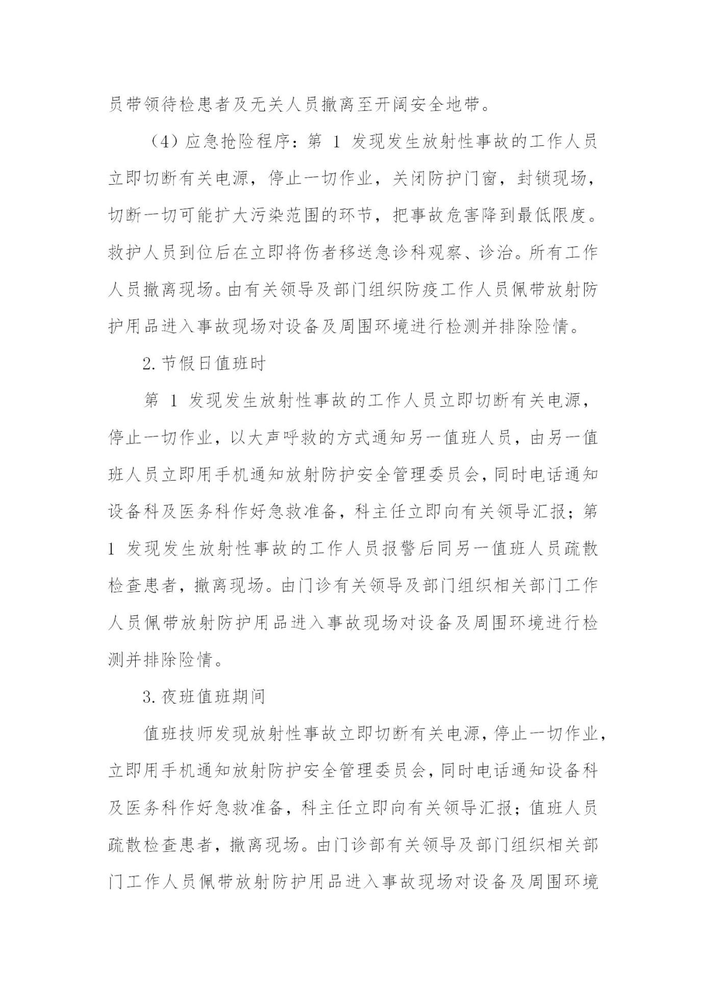 员带领待检患者及无关人员撤离至开阔安全地带。
（4）应急抢险程序：第 1 发现发生放射性事故的工作人员
立即切断有关电源，停止一切作业，关闭防护门窗，封锁现场，
切断一切可能扩大污染范围的环节，把事故危害降到最低限度。
救护人员到位后在立即将伤者移送急诊科观察、诊治。所有工作
人员撤离现场。由有关领导及部门组织防疫工作人员佩带放射防
护用品进入事故现场对设备及周围环境进行检测并排除险情。
2.节假日值班时
第 1 发现发生放射性事故的工作人员立即切断有关电源，
停止一切作业，以大声呼救的方式通知另一值班人员，由另一值
班人员立即用手机通知放射防护安全管理委员会，同时电话通知
设备科及医务科作好急救准备，科主任立即向有关领导汇报；第
1 发现发生放射性事故的工作人员报警后同另一值班人员疏散
检查患者，撤离现场。由门诊有关领导及部门组织相关部门工作
人员佩带放射防护用品进入事故现场对设备及周围环境进行检
测并排除险情。
3.夜班值班期间
值班技师发现放射性事故立即切断有关电源，停止一切作业，
立即用手机通知放射防护安全管理委员会，同时电话通知设备科
及医务科作好急救准备，科主任立即向有关领导汇报；值班人员
疏散检查患者，撤离现场。由门诊部有关领导及部门组织相关部
门工作人员佩带放射防护用品进入事故现场对设备及周围环境